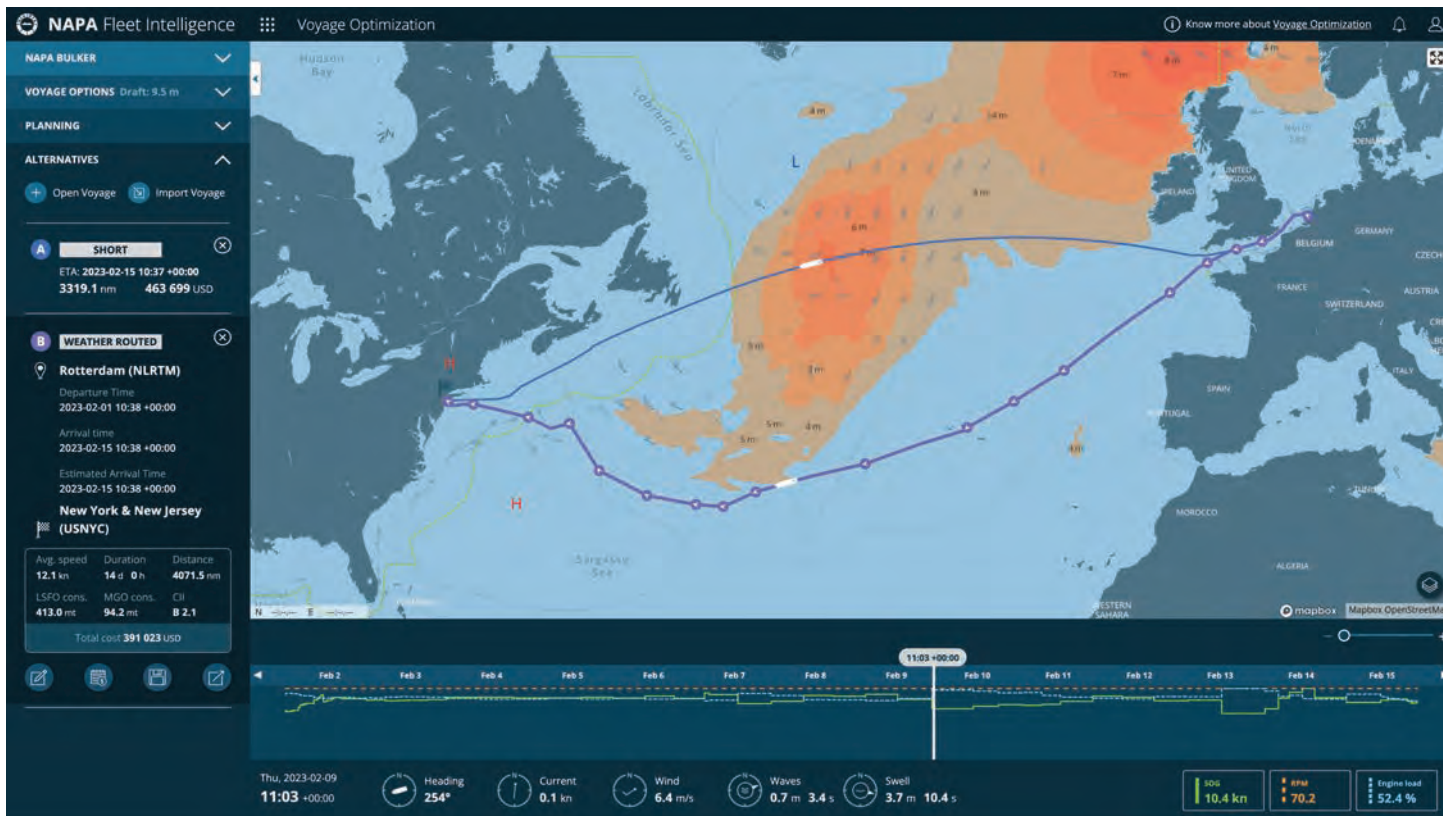 NAPA Fleet Intelligence
Voyage Optimization
Know more about Voyage Optimization
NAPA BULKER
VOYAGE OPTIONS Draft: 9.5 m
PLANNING
ALTERNATIVES
Open Voyage
Import Voyage
A
SHORT
ETA: 2023-02-15 10:37 +00:00
3319.1 nm 463 699 USD
B
WEATHER ROUTED
Rotterdam (NLRTM)
Departure Time
2023-02-01 10:38 +00:00
Arrival time
2023-02-15 10:38 +00:00
Estimated Arrival Time
2023-02-15 10:38 +00:00
New York & New Jersey
(USNYC)
Avg. speed Duration Distance
12.1 kn 14 d 0 h 4071.5 nm
LSFO cons. MGO cons. CII
413.0 mt 94.2 mt B 2.1
Total cost 391 023 USD
Hudson
Bay
Labrador Sea
L
H
H
4 m
7 m
8 m
4 m
6 m
5 m
5 m
4 m
Sargasso
Sea
UNITED
KINGDOM
IRELAND
BELGIUM
GERMANY
FRANCE
SWITZERLAND
AUSTRIA
ITALY
SPAIN
MOROCCO
ALGERIA
WESTERN
SAHARA
mapbox
Mapbox OpenStreetMa
11:03 +00:00
Feb 2 Feb 3 Feb 4 Feb 5 Feb 6 Feb 7 Feb 8 Feb 9 Feb 10 Feb 11 Feb 12 Feb 13 Feb 14 Feb 15
Thu, 2023-02-09
11:03 +00:00
Heading
254°
Current
0.1 kn
Wind
6.4 m/s
Waves
0.7 m 3.4 s
Swell
3.7 m 10.4 s
SOG
10.4 kn
RPM
70.2
Engine load
52.4 %